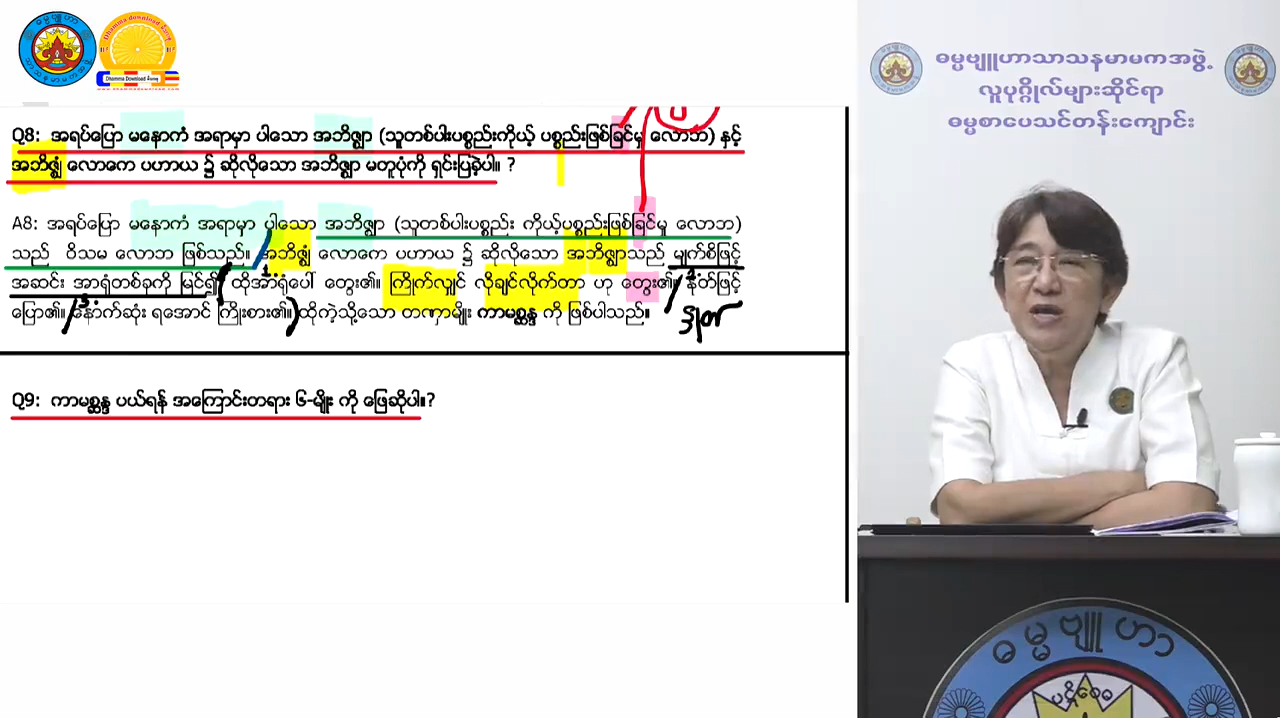 Dhamma Download
ဓမ္မဗျူဟာသာသနမာမကအဖွဲ့
လူပုဂ္ဂိုလ်များဆိုင်ရာ
ဓမ္မစာပေသင်တန်းကျောင်း
Q8: အရပ်ပြော မနောကံ အရာမှာ ပါသော အဘိဇ္ဈာ (သူတစ်ပါးပစ္စည်းကိုယ့် ပစ္စည်းဖြစ်ခြင်မှု လောဘ) နှင့်
အဘိဇ္ဈံ လောကေ ပဟာယ ၌ ဆိုလိုသော အဘိဇ္ဈာ မတူပုံကို ရှင်းပြခဲ့ပါ။ ?
A8: အရပ်ပြော မနောကံ အရာမှာ ပါသော အဘိဇ္ဈာ (သူတစ်ပါးပစ္စည်း ကိုယ့်ပစ္စည်းဖြစ်ခြင်မှု လောဘ)
သည် ဝိသမ လောဘ ဖြစ်သည်။ အဘိဇ္ဈံ လောကေ ပဟာယ ၌ ဆိုလိုသော အဘိဇ္ဈာသည် မျက်စိဖြင့်
အဆင်း အာရုံတစ်ခုကို မြင်၍ ထိုအာရုံပေါ် တွေး၏။ ကြိုက်လျှင် လိုချင်လိုက်တာ ဟု တွေး၏။ နှုတ်ဖြင့်
ပြော၏။ နောက်ဆုံး ရအောင် ကြိုးစား၏။ ထိုကဲ့သို့သော တဏှာမျိုး ကာမစ္ဆန္ဒ ကို ဖြစ်ပါသည်။
Q9: ကာမစ္ဆန္ဒ ပယ်ရန် အကြောင်းတရား ၆-မျိုး ကို ဖြေဆိုပါ။?
ဓမ္မဗျူဟာ